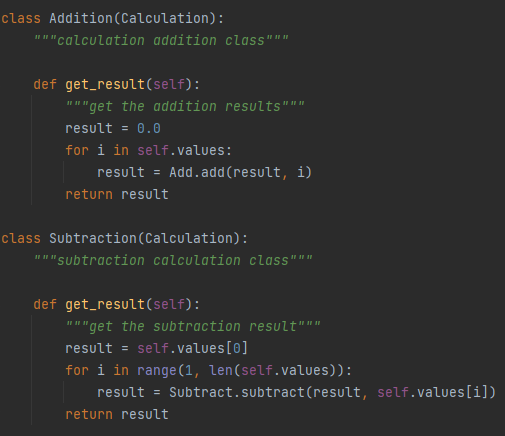 class Addition(Calculation):
    """calculation addition class"""
    def get_result(self):
        """get the addition results"""
        result = 0.0
        for i in self.values:
            result = Add.add(result, i)
        return result
class Subtraction(Calculation):
    """subtraction calculation class"""
    def get_result(self):
        """get the subtraction result"""
        result = self.values[0]
        for i in range(1, len(self.values)):
            result = Subtract.subtract(result, self.values[i])
        return result